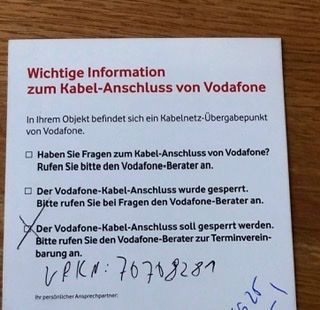 Wichtige Information
zum Kabel-Anschluss von Vodafone
In Ihrem Objekt befindet sich ein Kabelnetz-Übergabepunkt
von Vodafone.
Haben Sie Fragen zum Kabel-Anschluss von Vodafone?
Rufen Sie bitte den Vodafone-Berater an.
Der Vodafone-Kabel-Anschluss wurde gesperrt.
Bitte rufen Sie bei Fragen den Vodafone-Berater an.
Der Vodafone-Kabel-Anschluss soll gesperrt werden.
Bitte rufen Sie den Vodafone-Berater zur Terminverein-
barung an.
VPKN: 70708281
Ihr persönlicher Ansprechpartner: